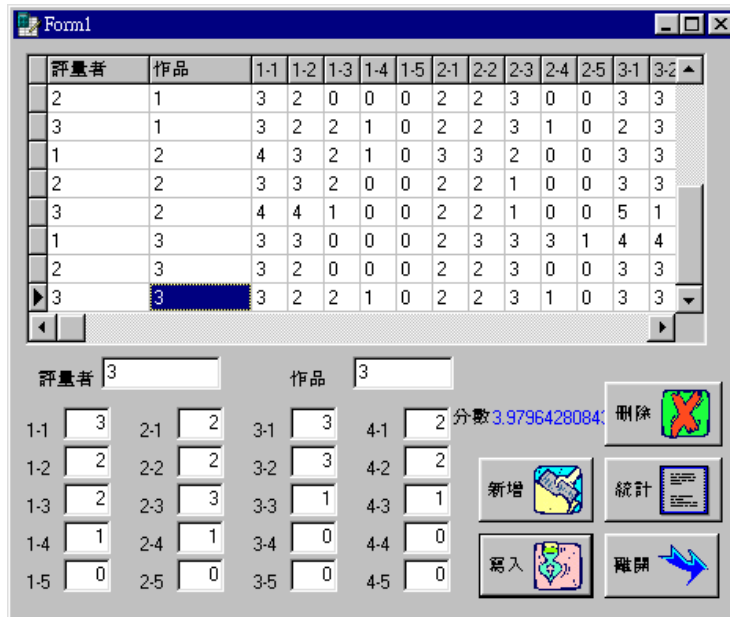 Form1
評量者 作品 1-1 1-2 1-3 1-4 1-5 2-1 2-2 2-3 2-4 2-5 3-1 3-2
2 1 3 2 0 0 0 2 2 3 0 0 3 3
3 1 3 2 2 1 0 2 2 3 1 0 2 3
1 2 4 3 2 1 0 3 3 2 0 0 3 3
2 2 3 3 2 0 0 2 2 1 0 0 3 3
3 2 4 4 1 0 0 2 2 1 0 0 5 1
1 3 3 3 0 0 0 2 3 3 3 1 4 4
2 3 3 2 0 0 0 2 2 3 0 0 3 3
3 3 3 2 2 1 0 2 2 3 1 0 3 3
評量者 3 作品 3
1-1 3 2-1 2 3-1 3 4-1 2 分數 3.97964280843 刪除
1-2 2 2-2 2 3-2 3 4-2 2
新增 統計
1-3 2 2-3 3 3-3 1 4-3 1
1-4 1 2-4 1 3-4 0 4-4 0
寫入 離開
1-5 0 2-5 0 3-5 0 4-5 0